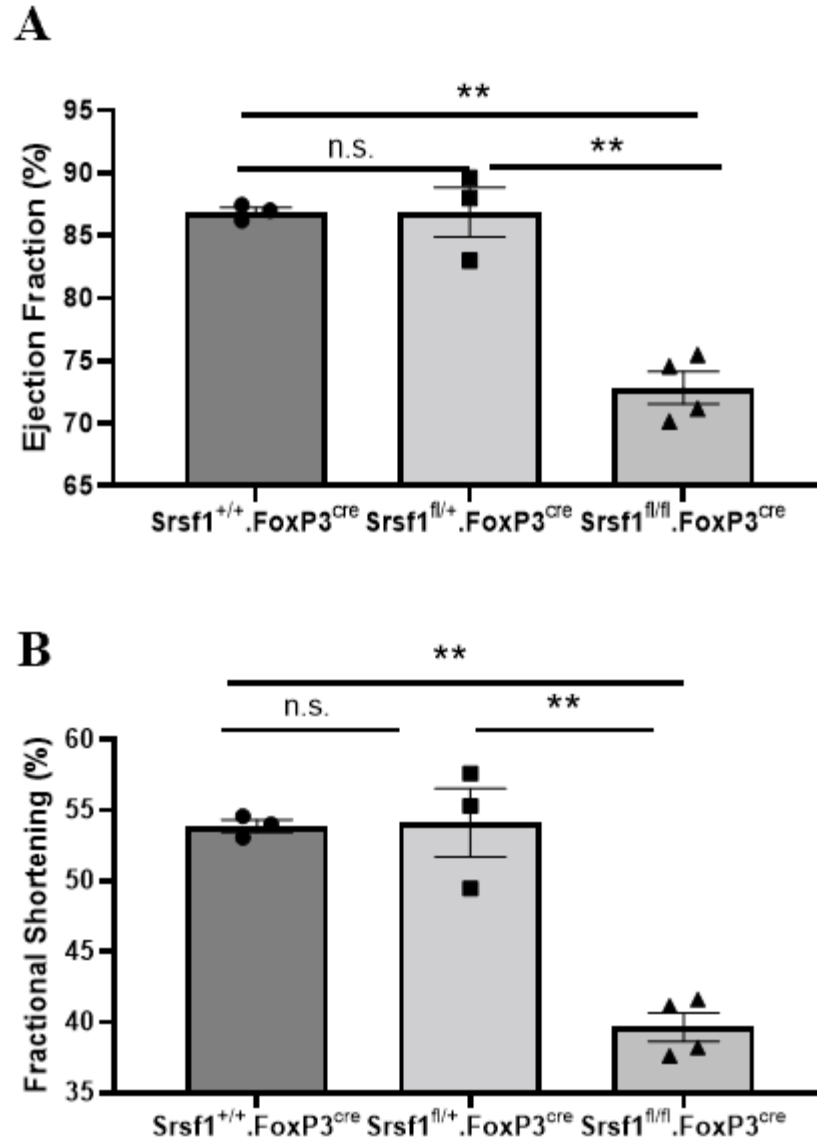 A
**
n.s.
**
95
90
85
80
75
70
65
Ejection Fraction (%)
Srsf1+/+.FoxP3cre Srsf1fl/+.FoxP3cre Srsf1fl/fl.FoxP3cre
B
**
n.s.
**
60
55
50
45
40
35
Fractional Shortening (%)
Srsf1+/+.FoxP3cre Srsf1fl/+.FoxP3cre Srsf1fl/fl.FoxP3cre